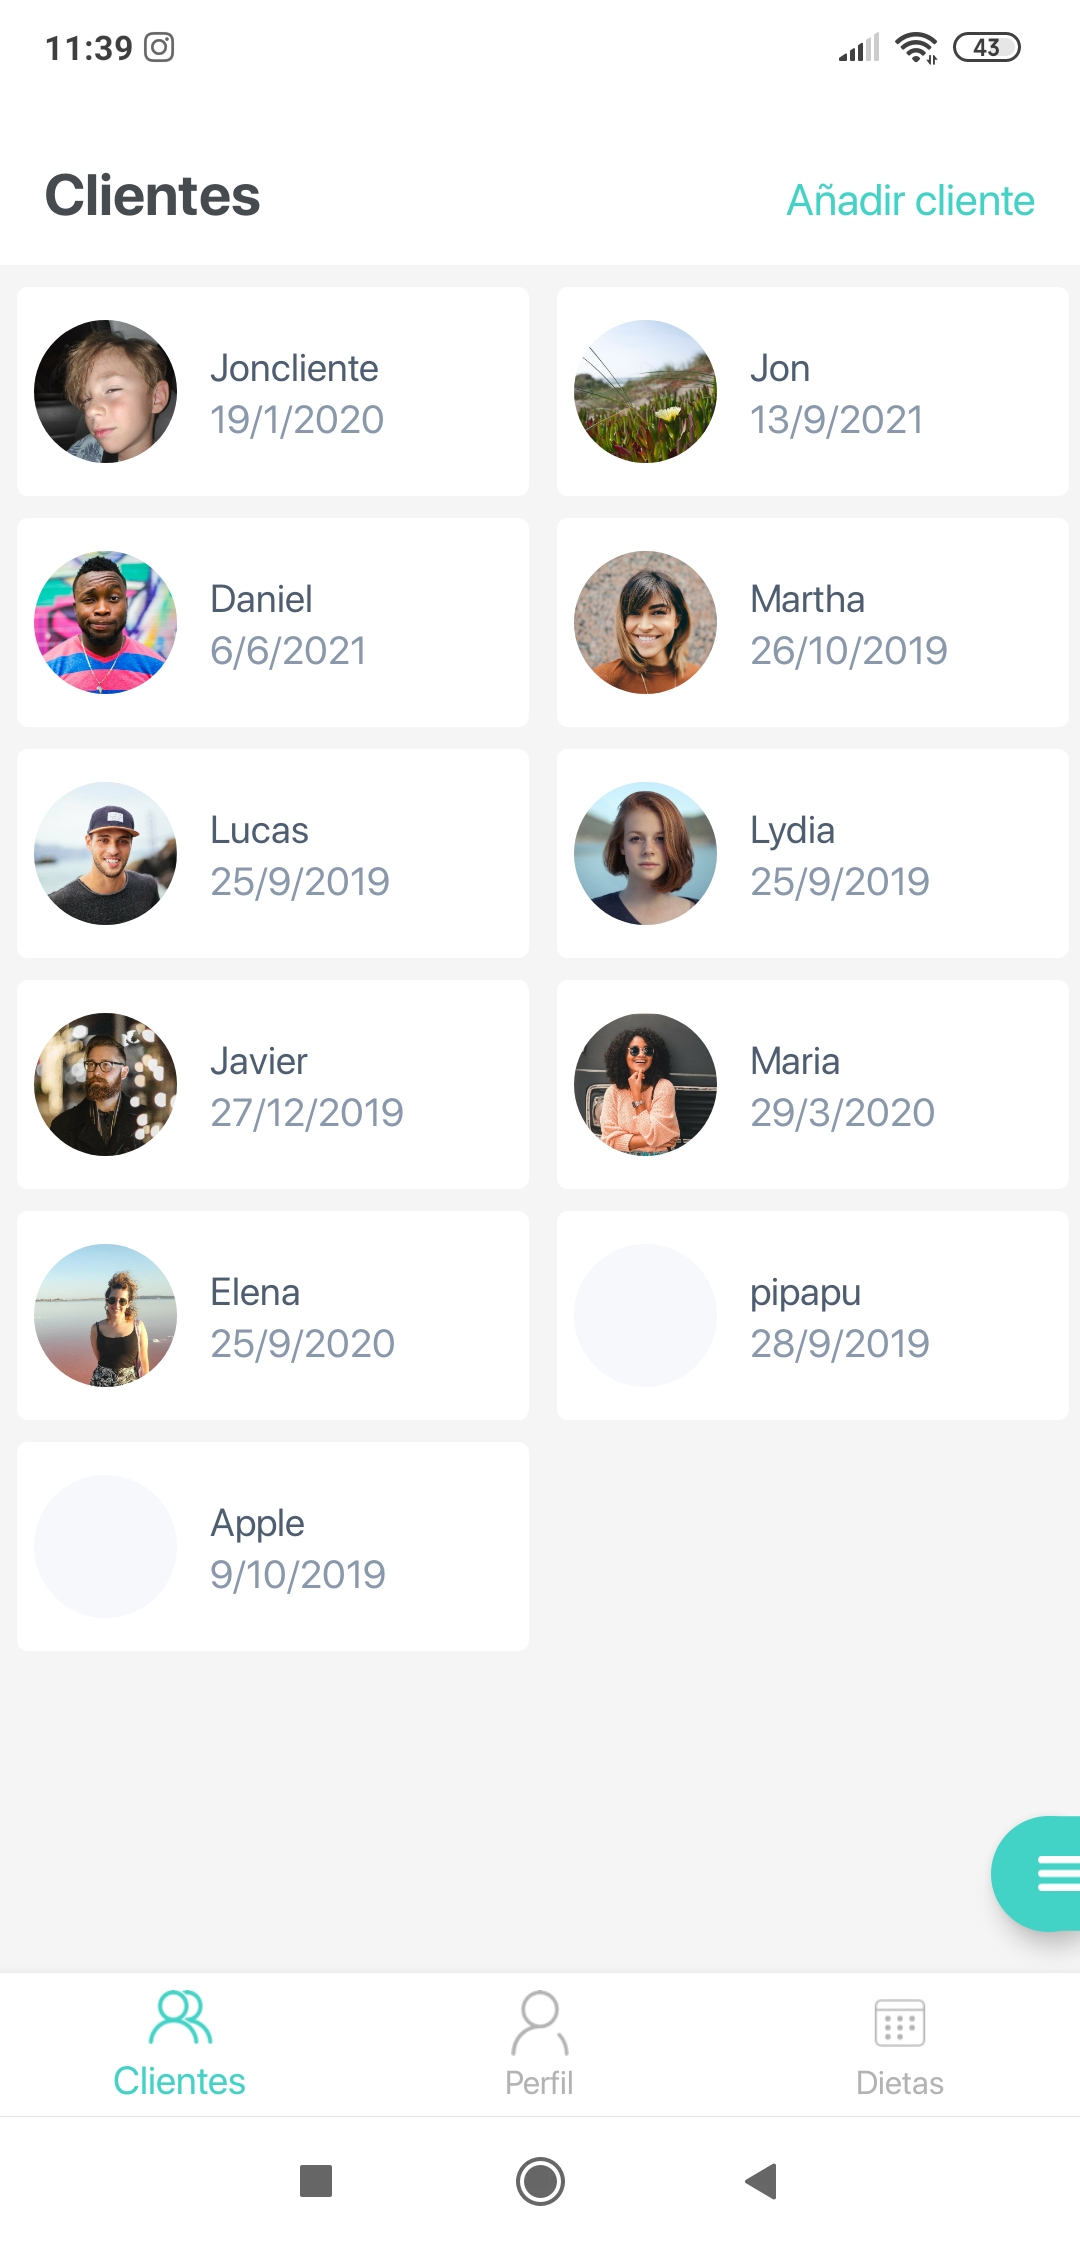 11:39
43
Clientes
Añadir cliente
Joncliente
19/1/2020
Jon
13/9/2021
Daniel
6/6/2021
Martha
26/10/2019
Lucas
25/9/2019
Lydia
25/9/2019
Javier
27/12/2019
Maria
29/3/2020
Elena
25/9/2020
pipapu
28/9/2019
Apple
9/10/2019
Clientes
Perfil
Dietas